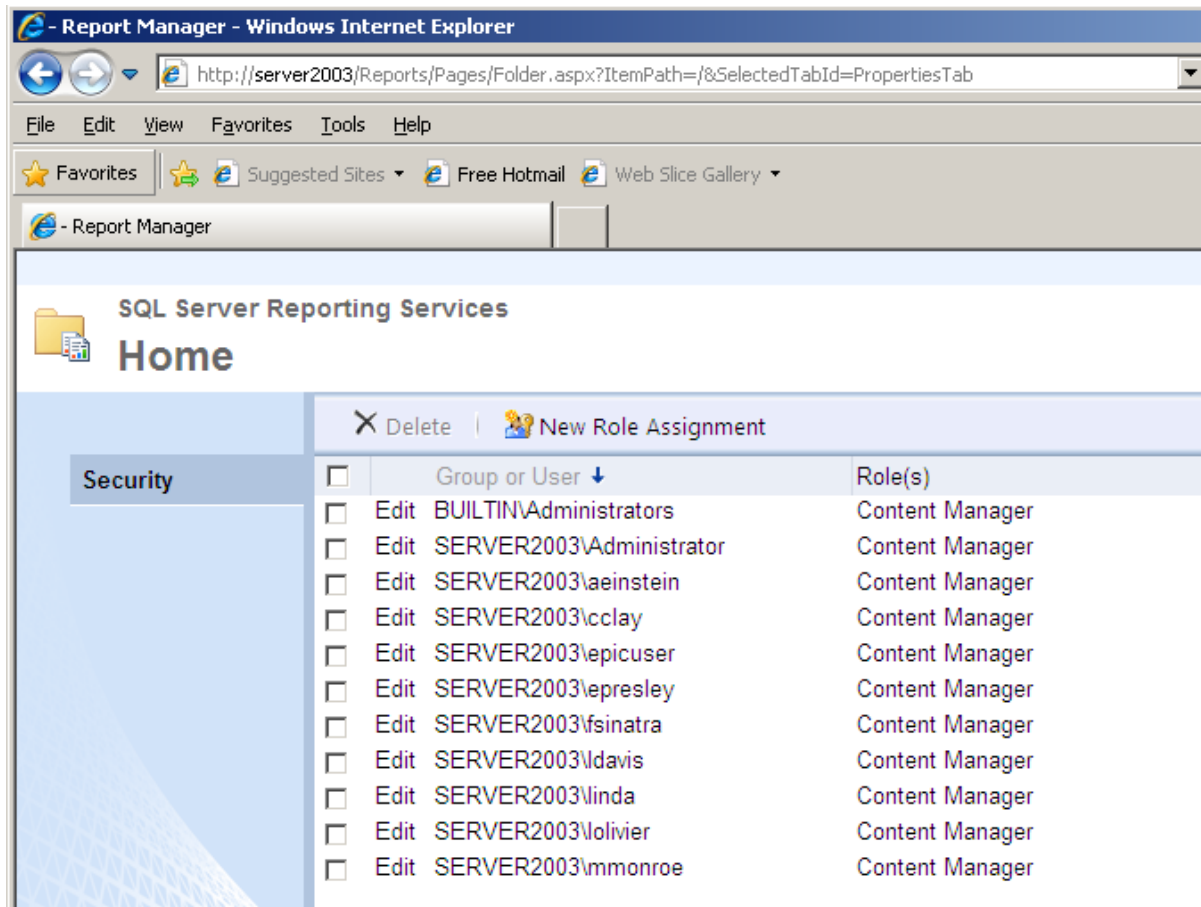 - Report Manager - Windows Internet Explorer
http://server2003/Reports/Pages/Folder.aspx?ItemPath=/&SelectedTabId=PropertiesTab
File Edit View Favorites Tools Help
Favorites Suggested Sites Free Hotmail Web Slice Gallery
- Report Manager
SQL Server Reporting Services
Home
Delete New Role Assignment
Security
Group or User Role(s)
Edit BUILTIN\Administrators Content Manager
Edit SERVER2003\Administrator Content Manager
Edit SERVER2003\aeinstein Content Manager
Edit SERVER2003\cclay Content Manager
Edit SERVER2003\epicuser Content Manager
Edit SERVER2003\epresley Content Manager
Edit SERVER2003\fsinatra Content Manager
Edit SERVER2003\ldavis Content Manager
Edit SERVER2003\linda Content Manager
Edit SERVER2003\lolivier Content Manager
Edit SERVER2003\mmonroe Content Manager